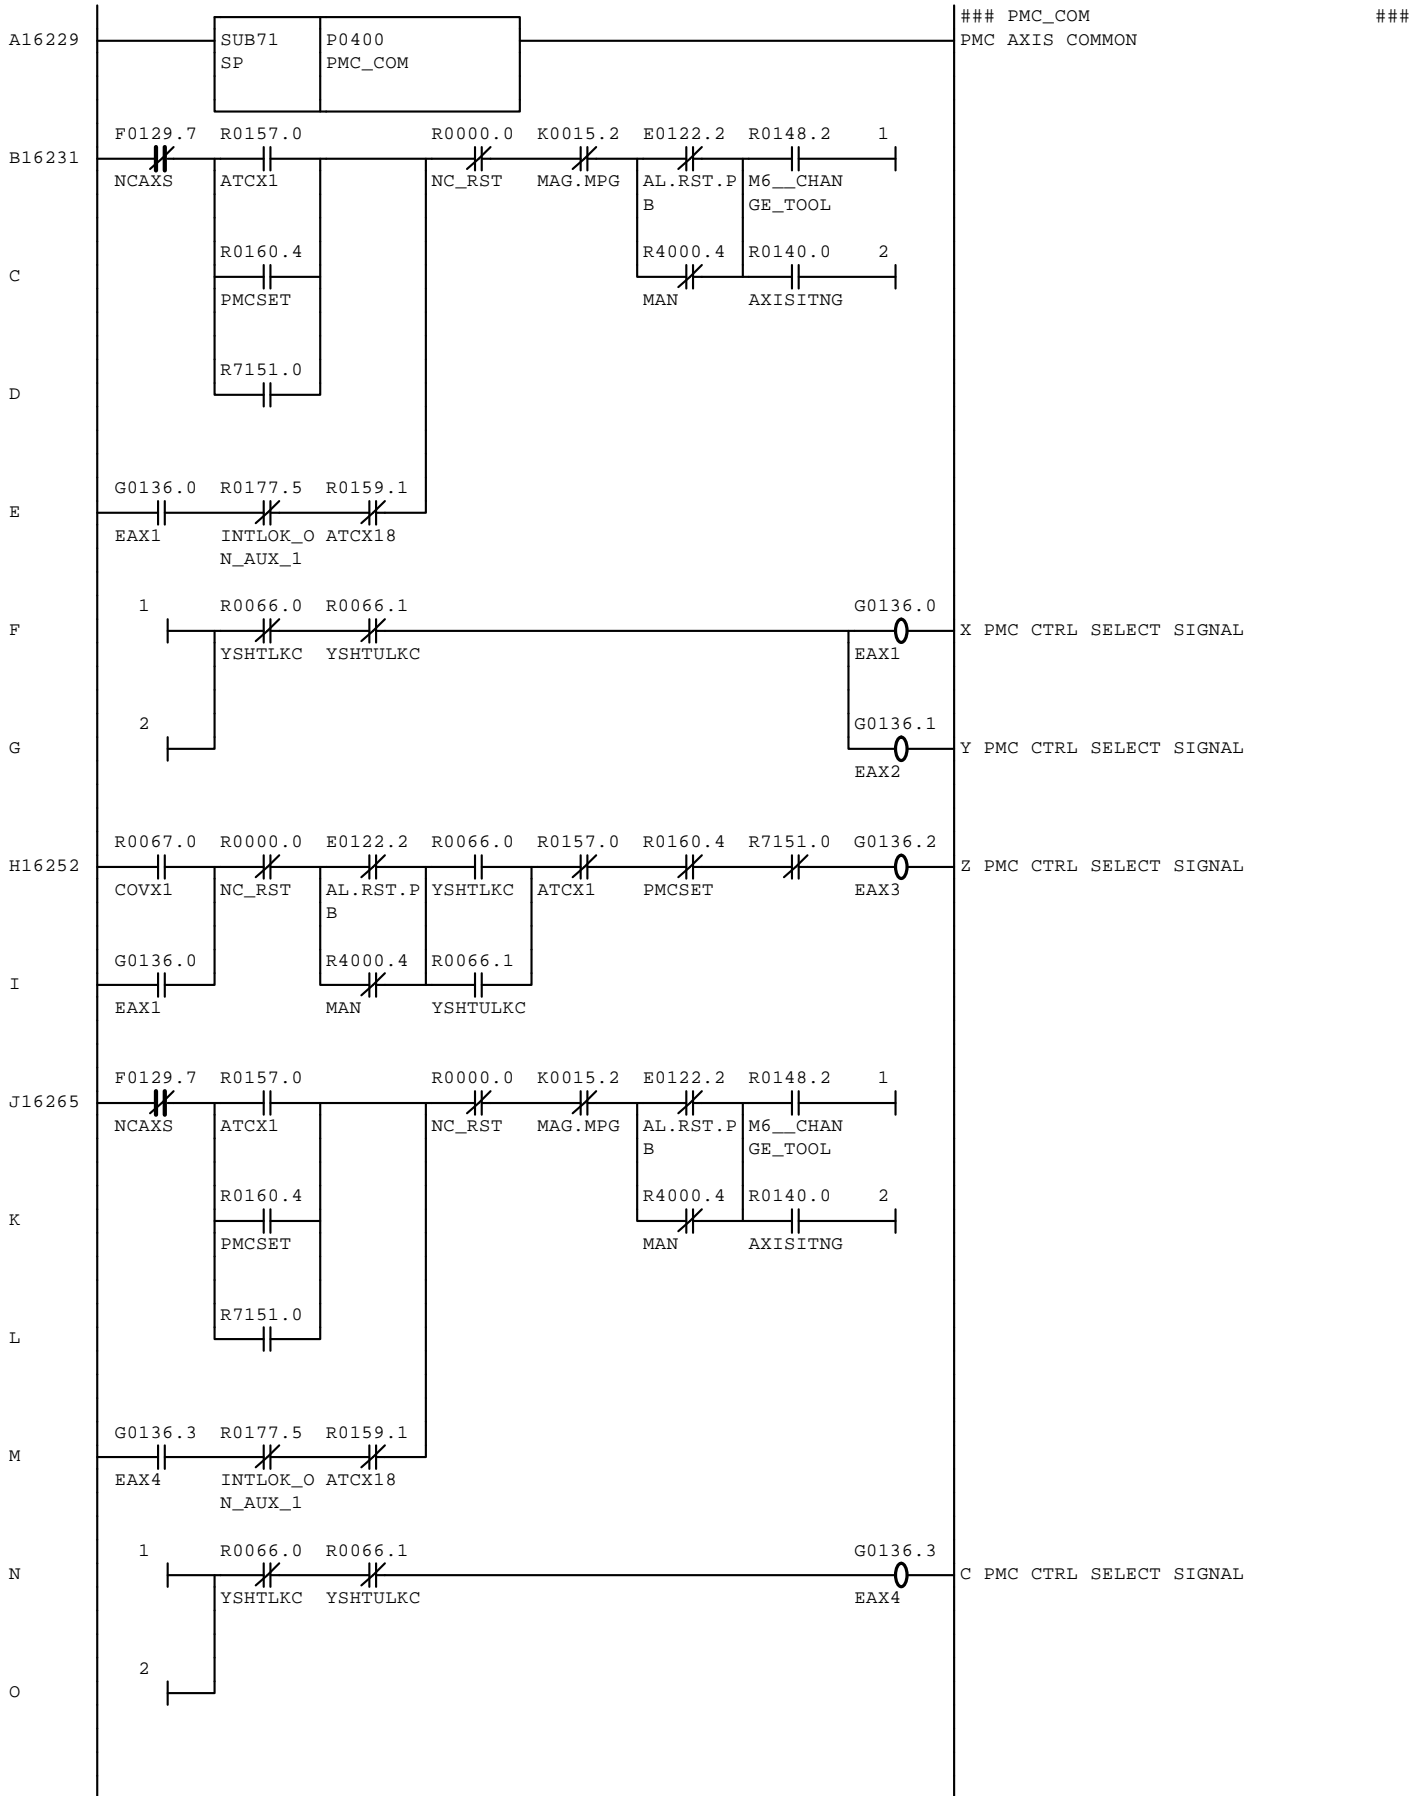 ### PMC_COM ###
A16229 SUB71 P0400 PMC AXIS COMMON
SP PMC_COM
F0129.7 R0157.0 R0000.0 K0015.2 E0122.2 R0148.2 1
B16231
NCAXS ATCX1 NC_RST MAG.MPG AL.RST.P M6__CHAN
B GE_TOOL
R0160.4 R4000.4 R0140.0 2
C
PMCSET MAN AXISITNG
R7151.0
D
G0136.0 R0177.5 R0159.1
E
EAX1 INTLOK_O ATCX18
N_AUX_1
1 R0066.0 R0066.1 G0136.0
F X PMC CTRL SELECT SIGNAL
YSHTLKC YSHTULKC EAX1
2 G0136.1
G Y PMC CTRL SELECT SIGNAL
EAX2
R0067.0 R0000.0 E0122.2 R0066.0 R0157.0 R0160.4 R7151.0 G0136.2
H16252 Z PMC CTRL SELECT SIGNAL
COVX1 NC_RST AL.RST.P YSHTLKC ATCX1 PMCSET EAX3
B
G0136.0 R4000.4 R0066.1
I
EAX1 MAN YSHTULKC
F0129.7 R0157.0 R0000.0 K0015.2 E0122.2 R0148.2 1
J16265
NCAXS ATCX1 NC_RST MAG.MPG AL.RST.P M6__CHAN
B GE_TOOL
R0160.4 R4000.4 R0140.0 2
K
PMCSET MAN AXISITNG
R7151.0
L
G0136.3 R0177.5 R0159.1
M
EAX4 INTLOK_O ATCX18
N_AUX_1
1 R0066.0 R0066.1 G0136.3
N C PMC CTRL SELECT SIGNAL
YSHTLKC YSHTULKC EAX4
2
O